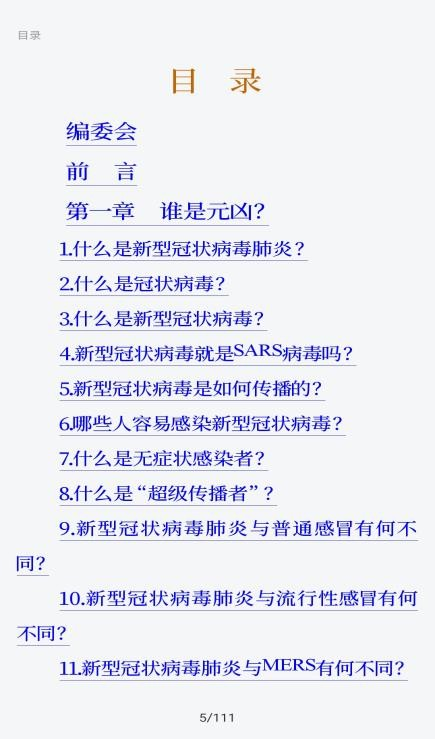 目录
目 录
编委会
前 言
第一章 谁是元凶?
1.什么是新型冠状病毒肺炎?
2.什么是冠状病毒?
3.什么是新型冠状病毒?
4.新型冠状病毒就是SARS病毒吗?
5.新型冠状病毒是如何传播的?
6.哪些人容易感染新型冠状病毒?
7.什么是无症状感染者?
8.什么是“超级传播者”?
9.新型冠状病毒肺炎与普通感冒有何不
同?
10.新型冠状病毒肺炎与流行性感冒有何
不同?
11.新型冠状病毒肺炎与MERS有何不同?
5/111